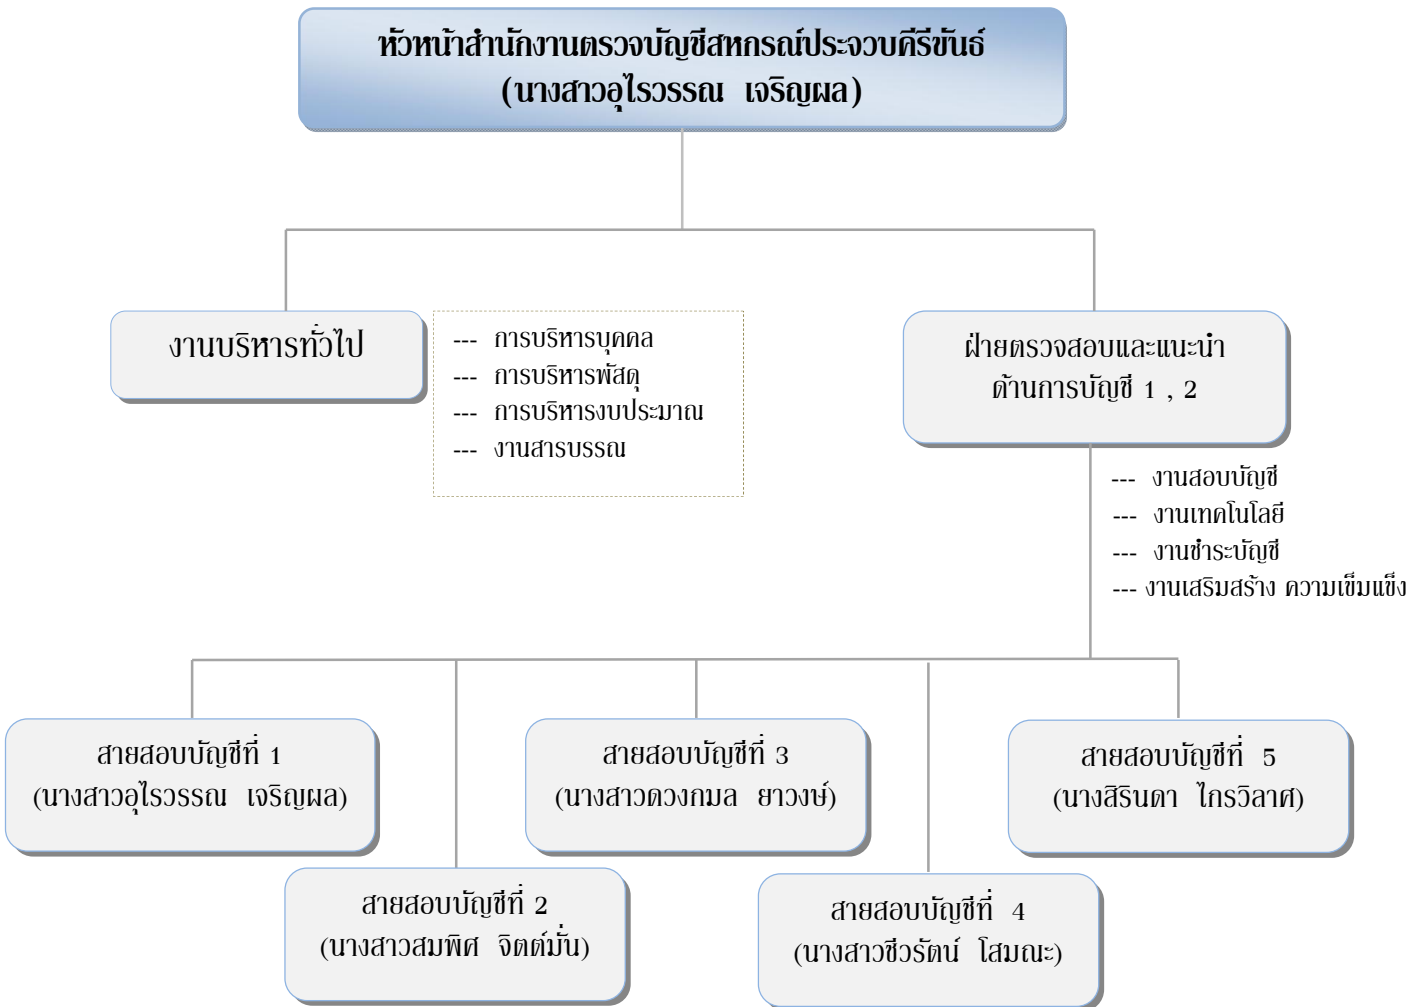 หัวหน้าสำนักงานตรวจบัญชีสหกรณ์ประจวบคีรีขันธ์
(นางสาวอุไรวรรณ เจริญผล)
งานบริหารทั่วไป
--- การบริหารบุคคล
--- การบริหารพัสดุ
--- การบริหารงบประมาณ
--- งานสารบรรณ
ฝ่ายตรวจสอบและแนะนำ
ด้านการบัญชี 1 , 2
--- งานสอบบัญชี
--- งานเทคโนโลยี
--- งานชำระบัญชี
--- งานเสริมสร้าง ความเข็มแข็ง
สายสอบบัญชีที่ 1
(นางสาวอุไรวรรณ เจริญผล)
สายสอบบัญชีที่ 2
(นางสาวสมพิศ จิตต์มั่น)
สายสอบบัญชีที่ 3
(นางสาวดวงกมล ยาวงษ์)
สายสอบบัญชีที่ 4
(นางสาวชีวรัตน์ โสมณะ)
สายสอบบัญชีที่ 5
(นางสิรินดา ไกรวิลาศ)